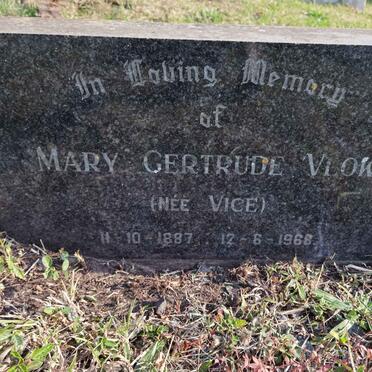 In Loving Memory
of
MARY GERTRUDE VLOK
(NÉE VICE)
11-10-1887 . 12-6-1968